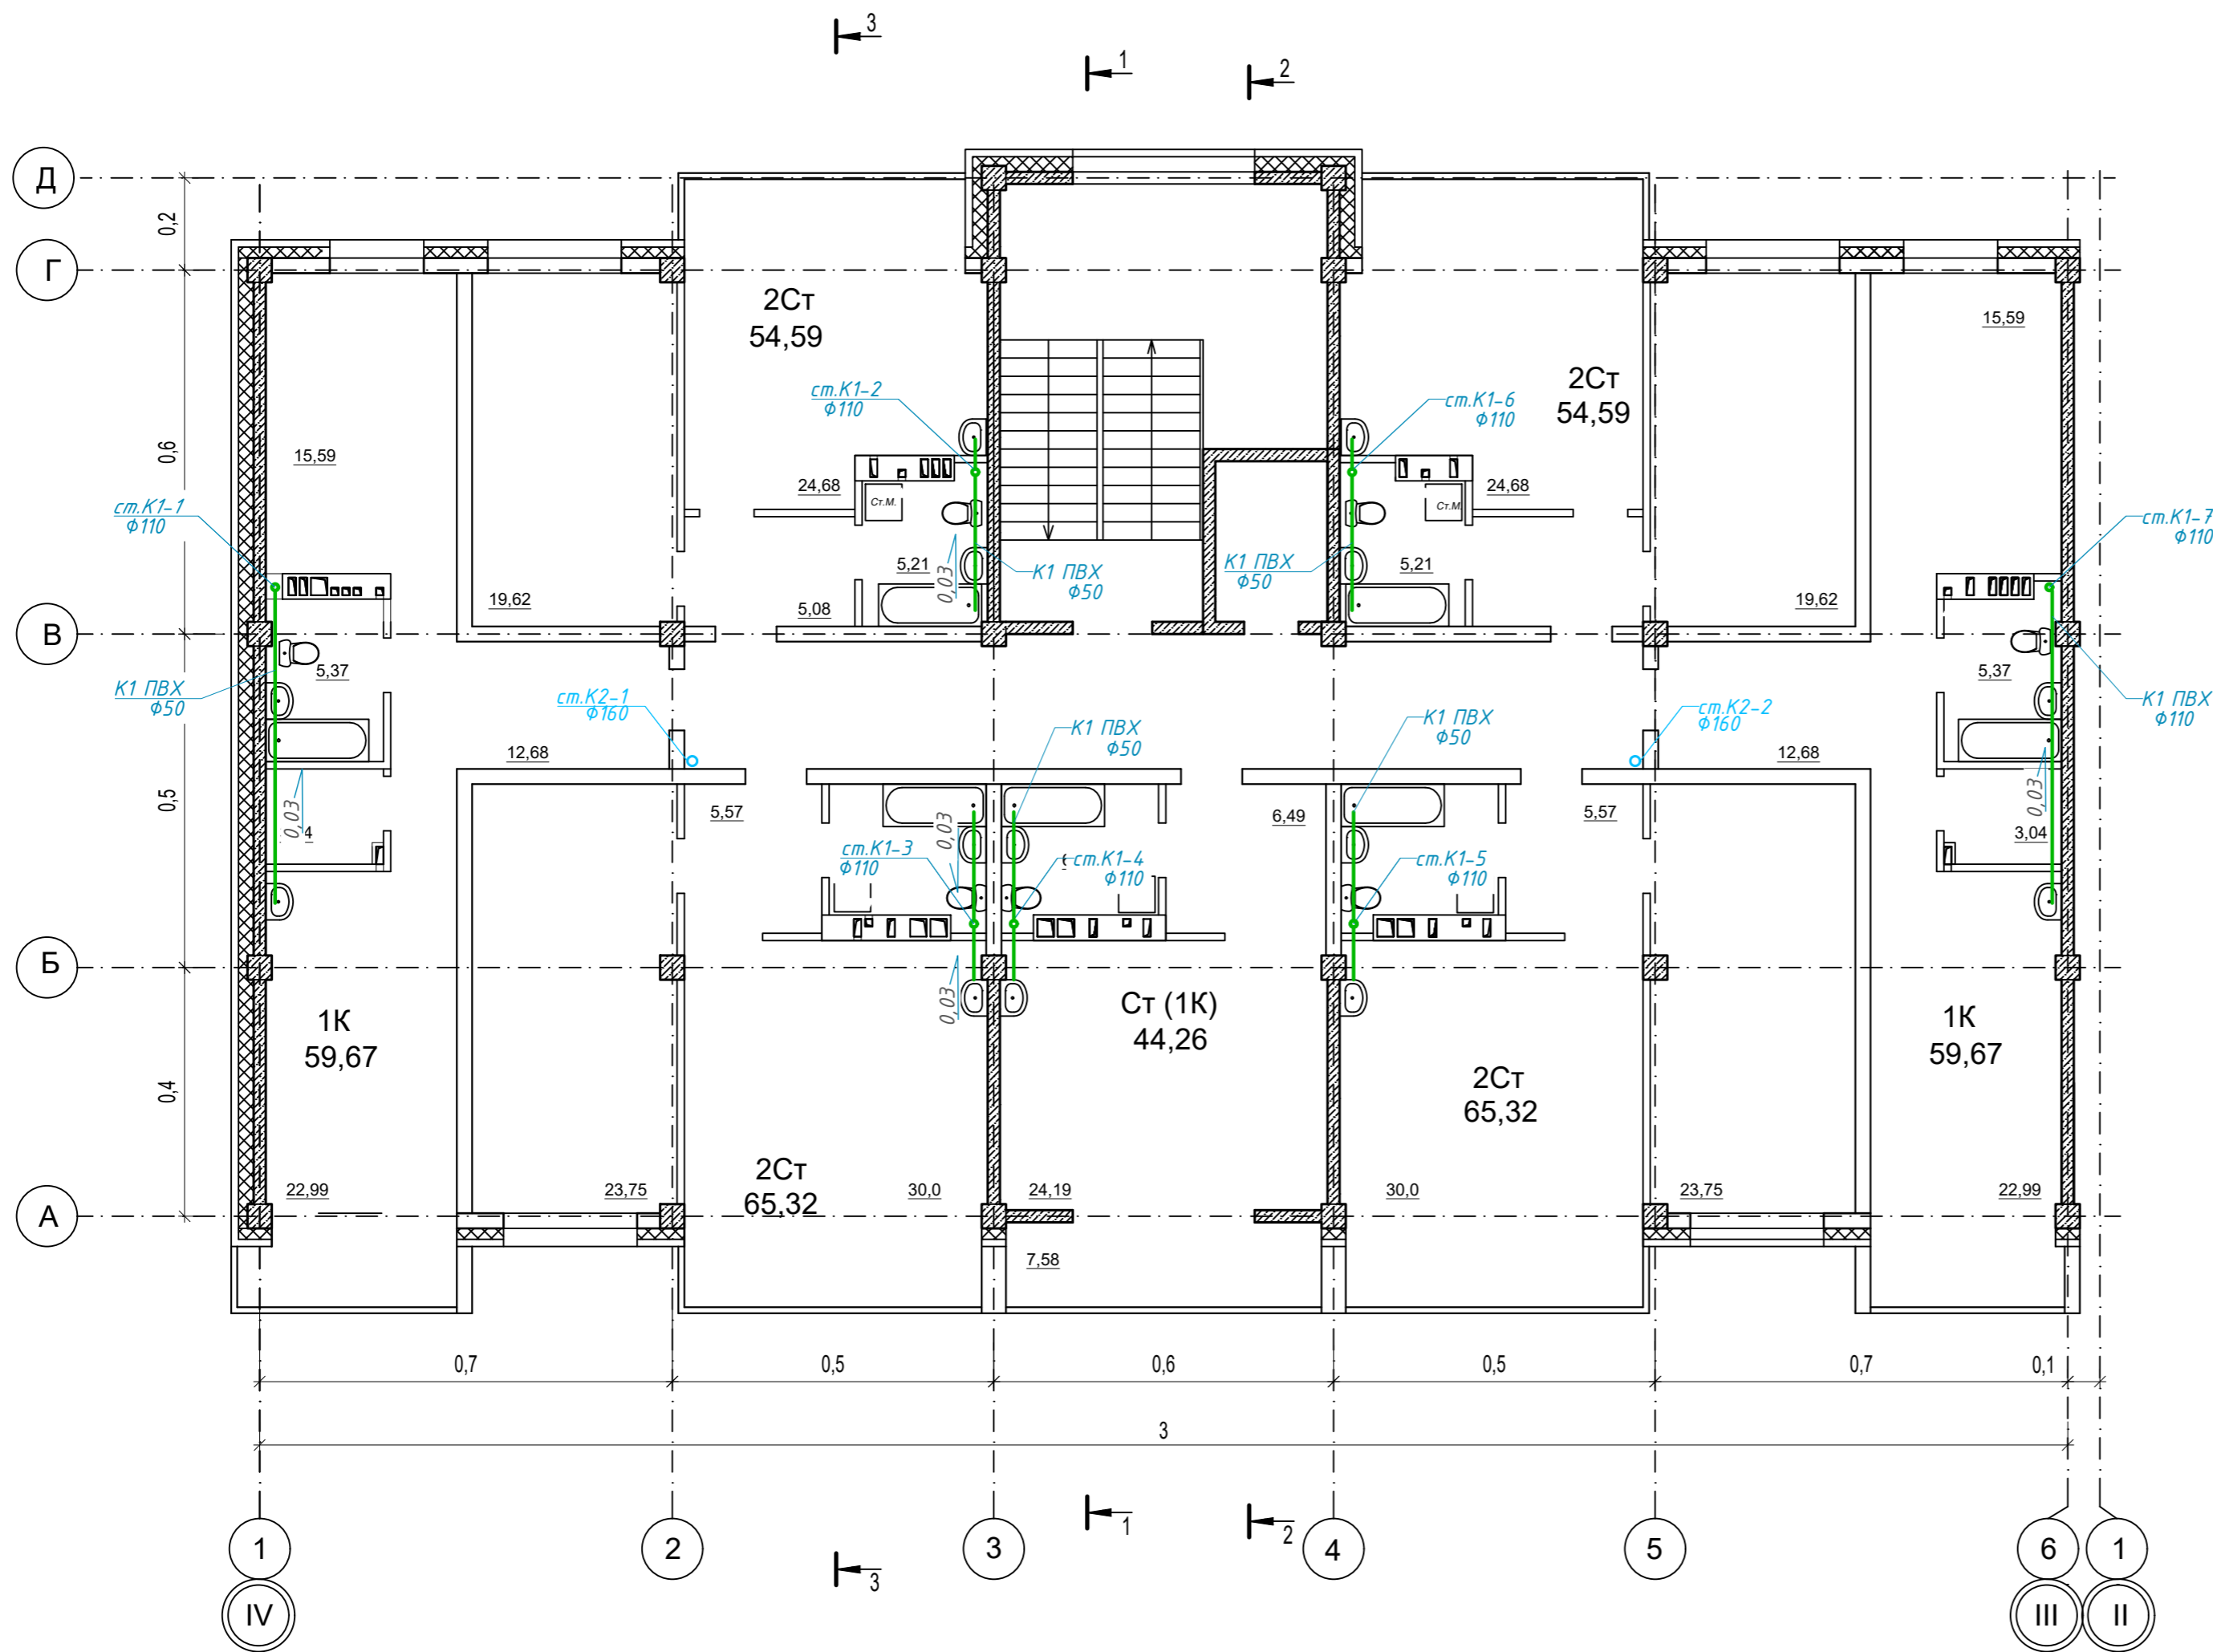 3
1
2
Д
0,2
Г
2Ст
54,59
15,59
2Ст
54,59
ст.К1-2
Ф110
ст.К1-6
Ф110
0,6
15,59
24,68
Ст.М.
24,68
Ст.М.
ст.К1-1
Ф110
ст.К1-7
Ф110
5,21
0,03
К1 ПВХ
Ф50
К1 ПВХ
Ф50
5,21
19,62
5,08
19,62
В
5,37
5,37
К1 ПВХ
Ф50
ст.К2-1
Ф160
ст.К2-2
Ф160
К1 ПВХ
Ф110
К1 ПВХ
Ф50
К1 ПВХ
Ф50
12,68
12,68
0,5
0,03
4
5,57
0,03
6,49
5,57
0,03
3,04
ст.К1-3
Ф110
ст.К1-4
Ф110
ст.К1-5
Ф110
Б
0,03
1К
59,67
Ст (1К)
44,26
1К
59,67
0,4
2Ст
65,32
2Ст
65,32
22,99
23,75
30,0
24,19
30,0
23,75
22,99
А
7,58
0,7
0,5
0,6
0,5
0,7
0,1
3
1
2
3
1
2
3
4
5
6
1
IV
III
II